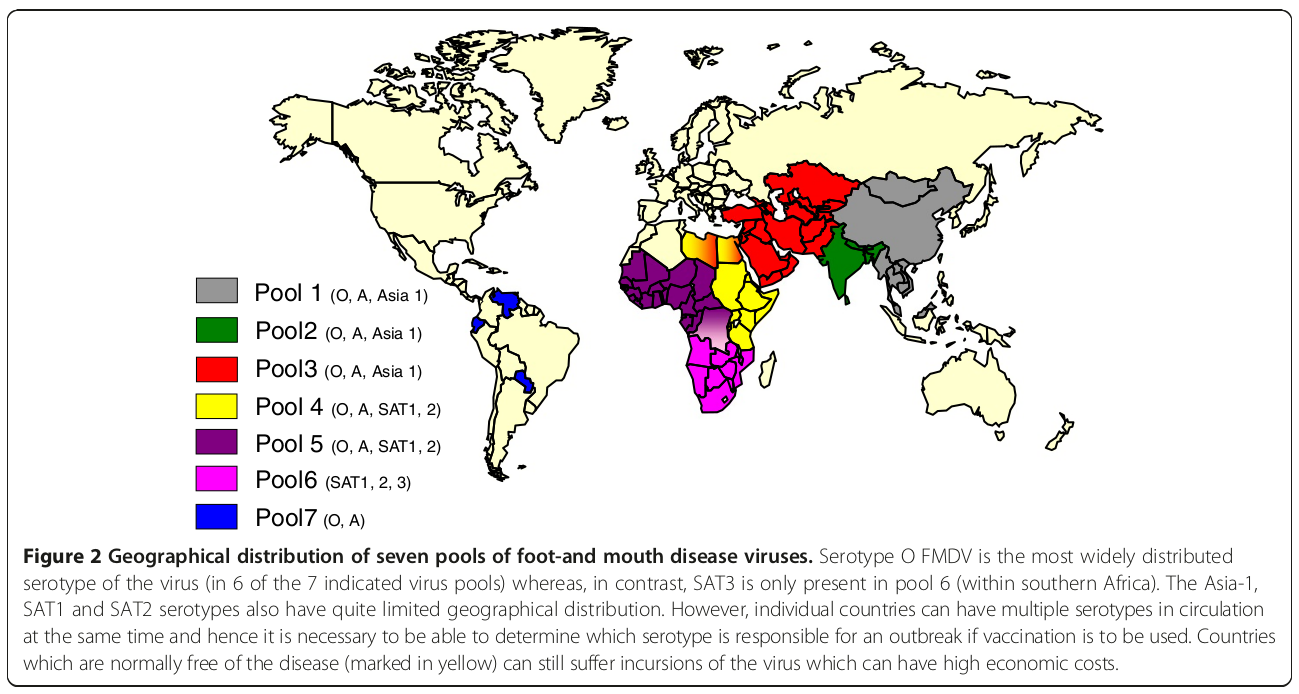 Pool 1 (O, A, Asia 1)
Pool2 (O, A, Asia 1)
Pool3 (O, A, Asia 1)
Pool 4 (O, A, SAT1, 2)
Pool 5 (O, A, SAT1, 2)
Pool6 (SAT1, 2, 3)
Pool7 (O, A)
Figure 2 Geographical distribution of seven pools of foot-and mouth disease viruses. Serotype O FMDV is the most widely distributed
serotype of the virus (in 6 of the 7 indicated virus pools) whereas, in contrast, SAT3 is only present in pool 6 (within southern Africa). The Asia-1,
SAT1 and SAT2 serotypes also have quite limited geographical distribution. However, individual countries can have multiple serotypes in circulation
at the same time and hence it is necessary to be able to determine which serotype is responsible for an outbreak if vaccination is to be used. Countries
which are normally free of the disease (marked in yellow) can still suffer incursions of the virus which can have high economic costs.